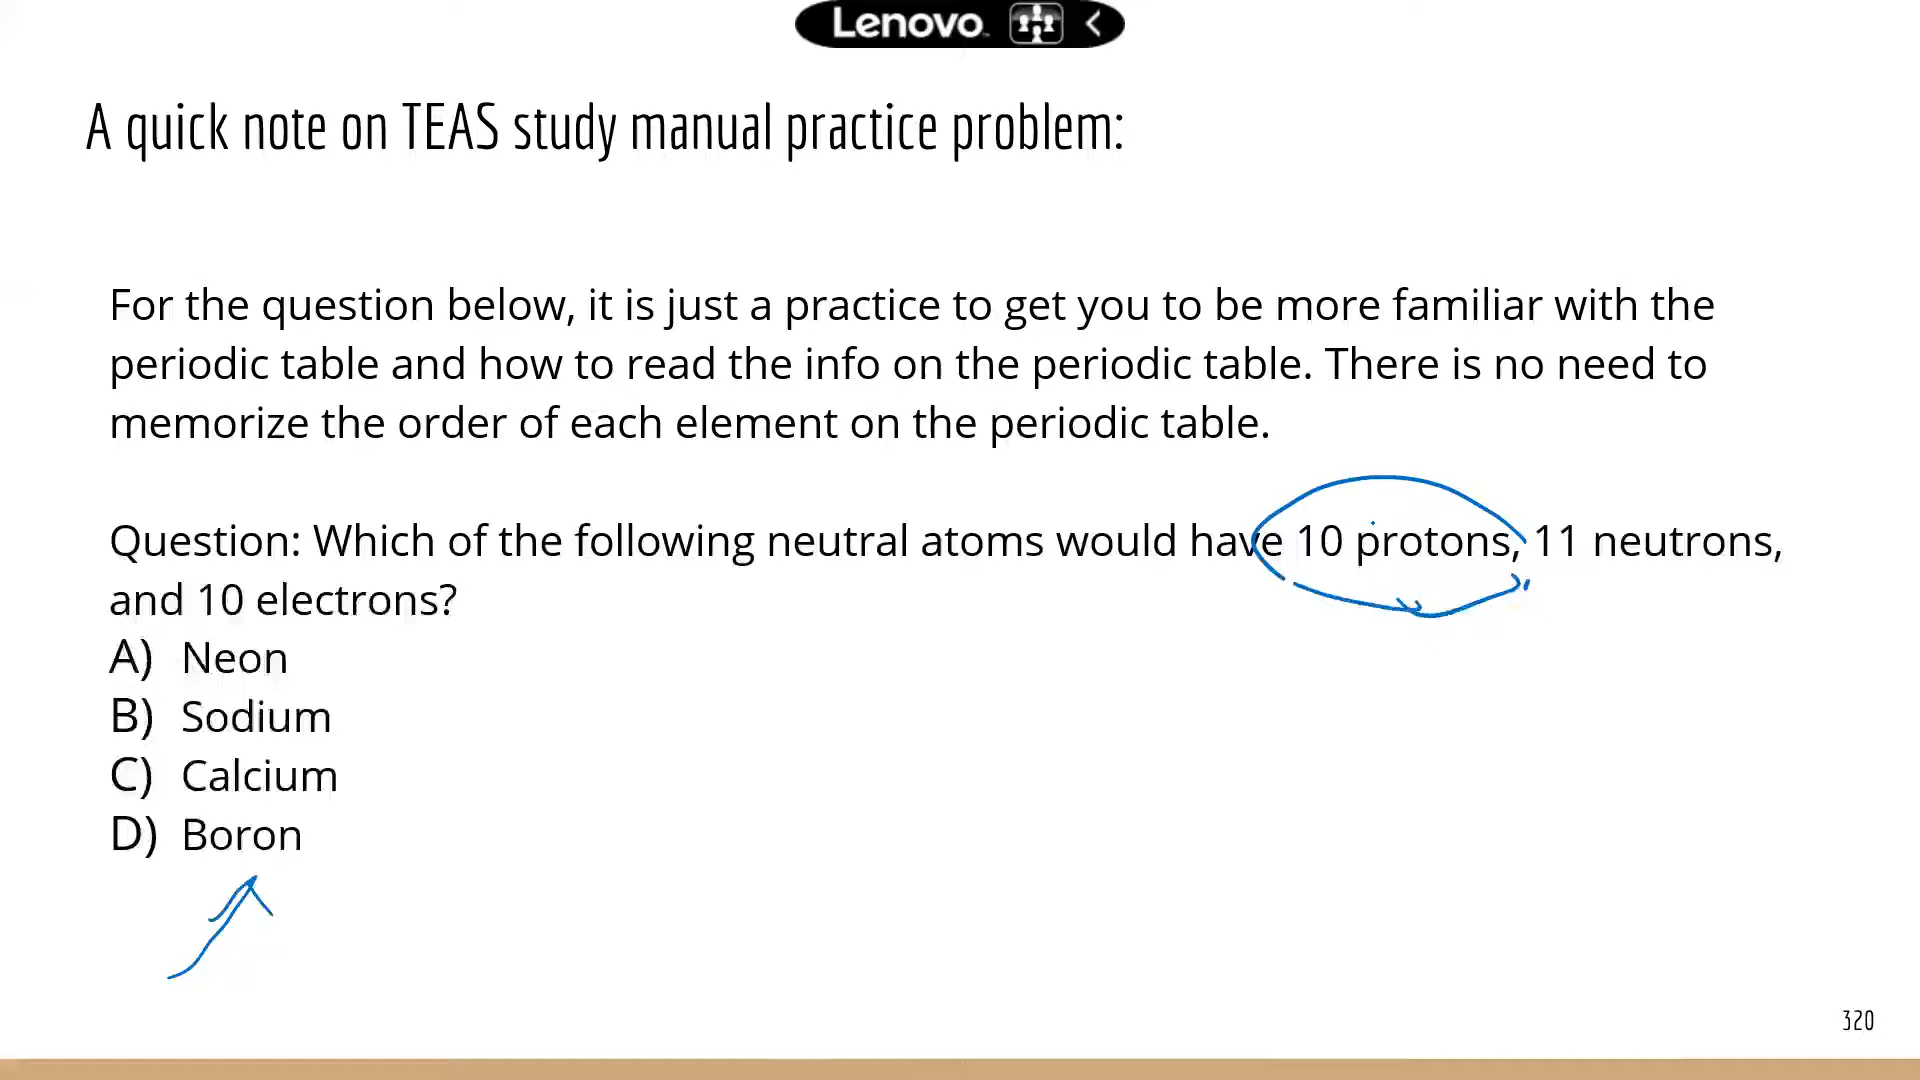 Lenovo
A quick note on TEAS study manual practice problem:
For the question below, it is just a practice to get you to be more familiar with the
periodic table and how to read the info on the periodic table. There is no need to
memorize the order of each element on the periodic table.
Question: Which of the following neutral atoms would have 10 protons, 11 neutrons,
and 10 electrons?
A) Neon
B) Sodium
C) Calcium
D) Boron
320